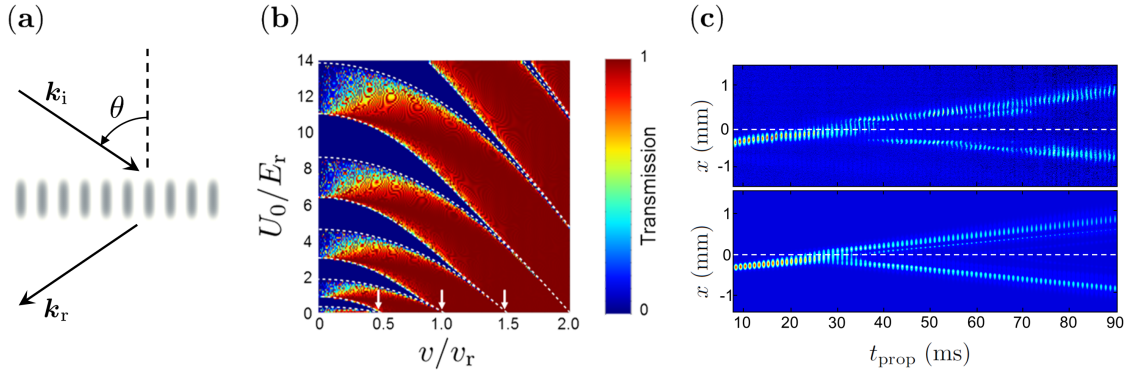 (a)
k_i
θ
k_r
(b)
U_0/E_r
14
12
10
8
6
4
2
0
0
0.5
1.0
1.5
2.0
v/v_r
1
Transmission
0
(c)
x (mm)
1
0
-1
x (mm)
1
0
-1
10
20
30
40
50
60
70
80
90
t_prop (ms)